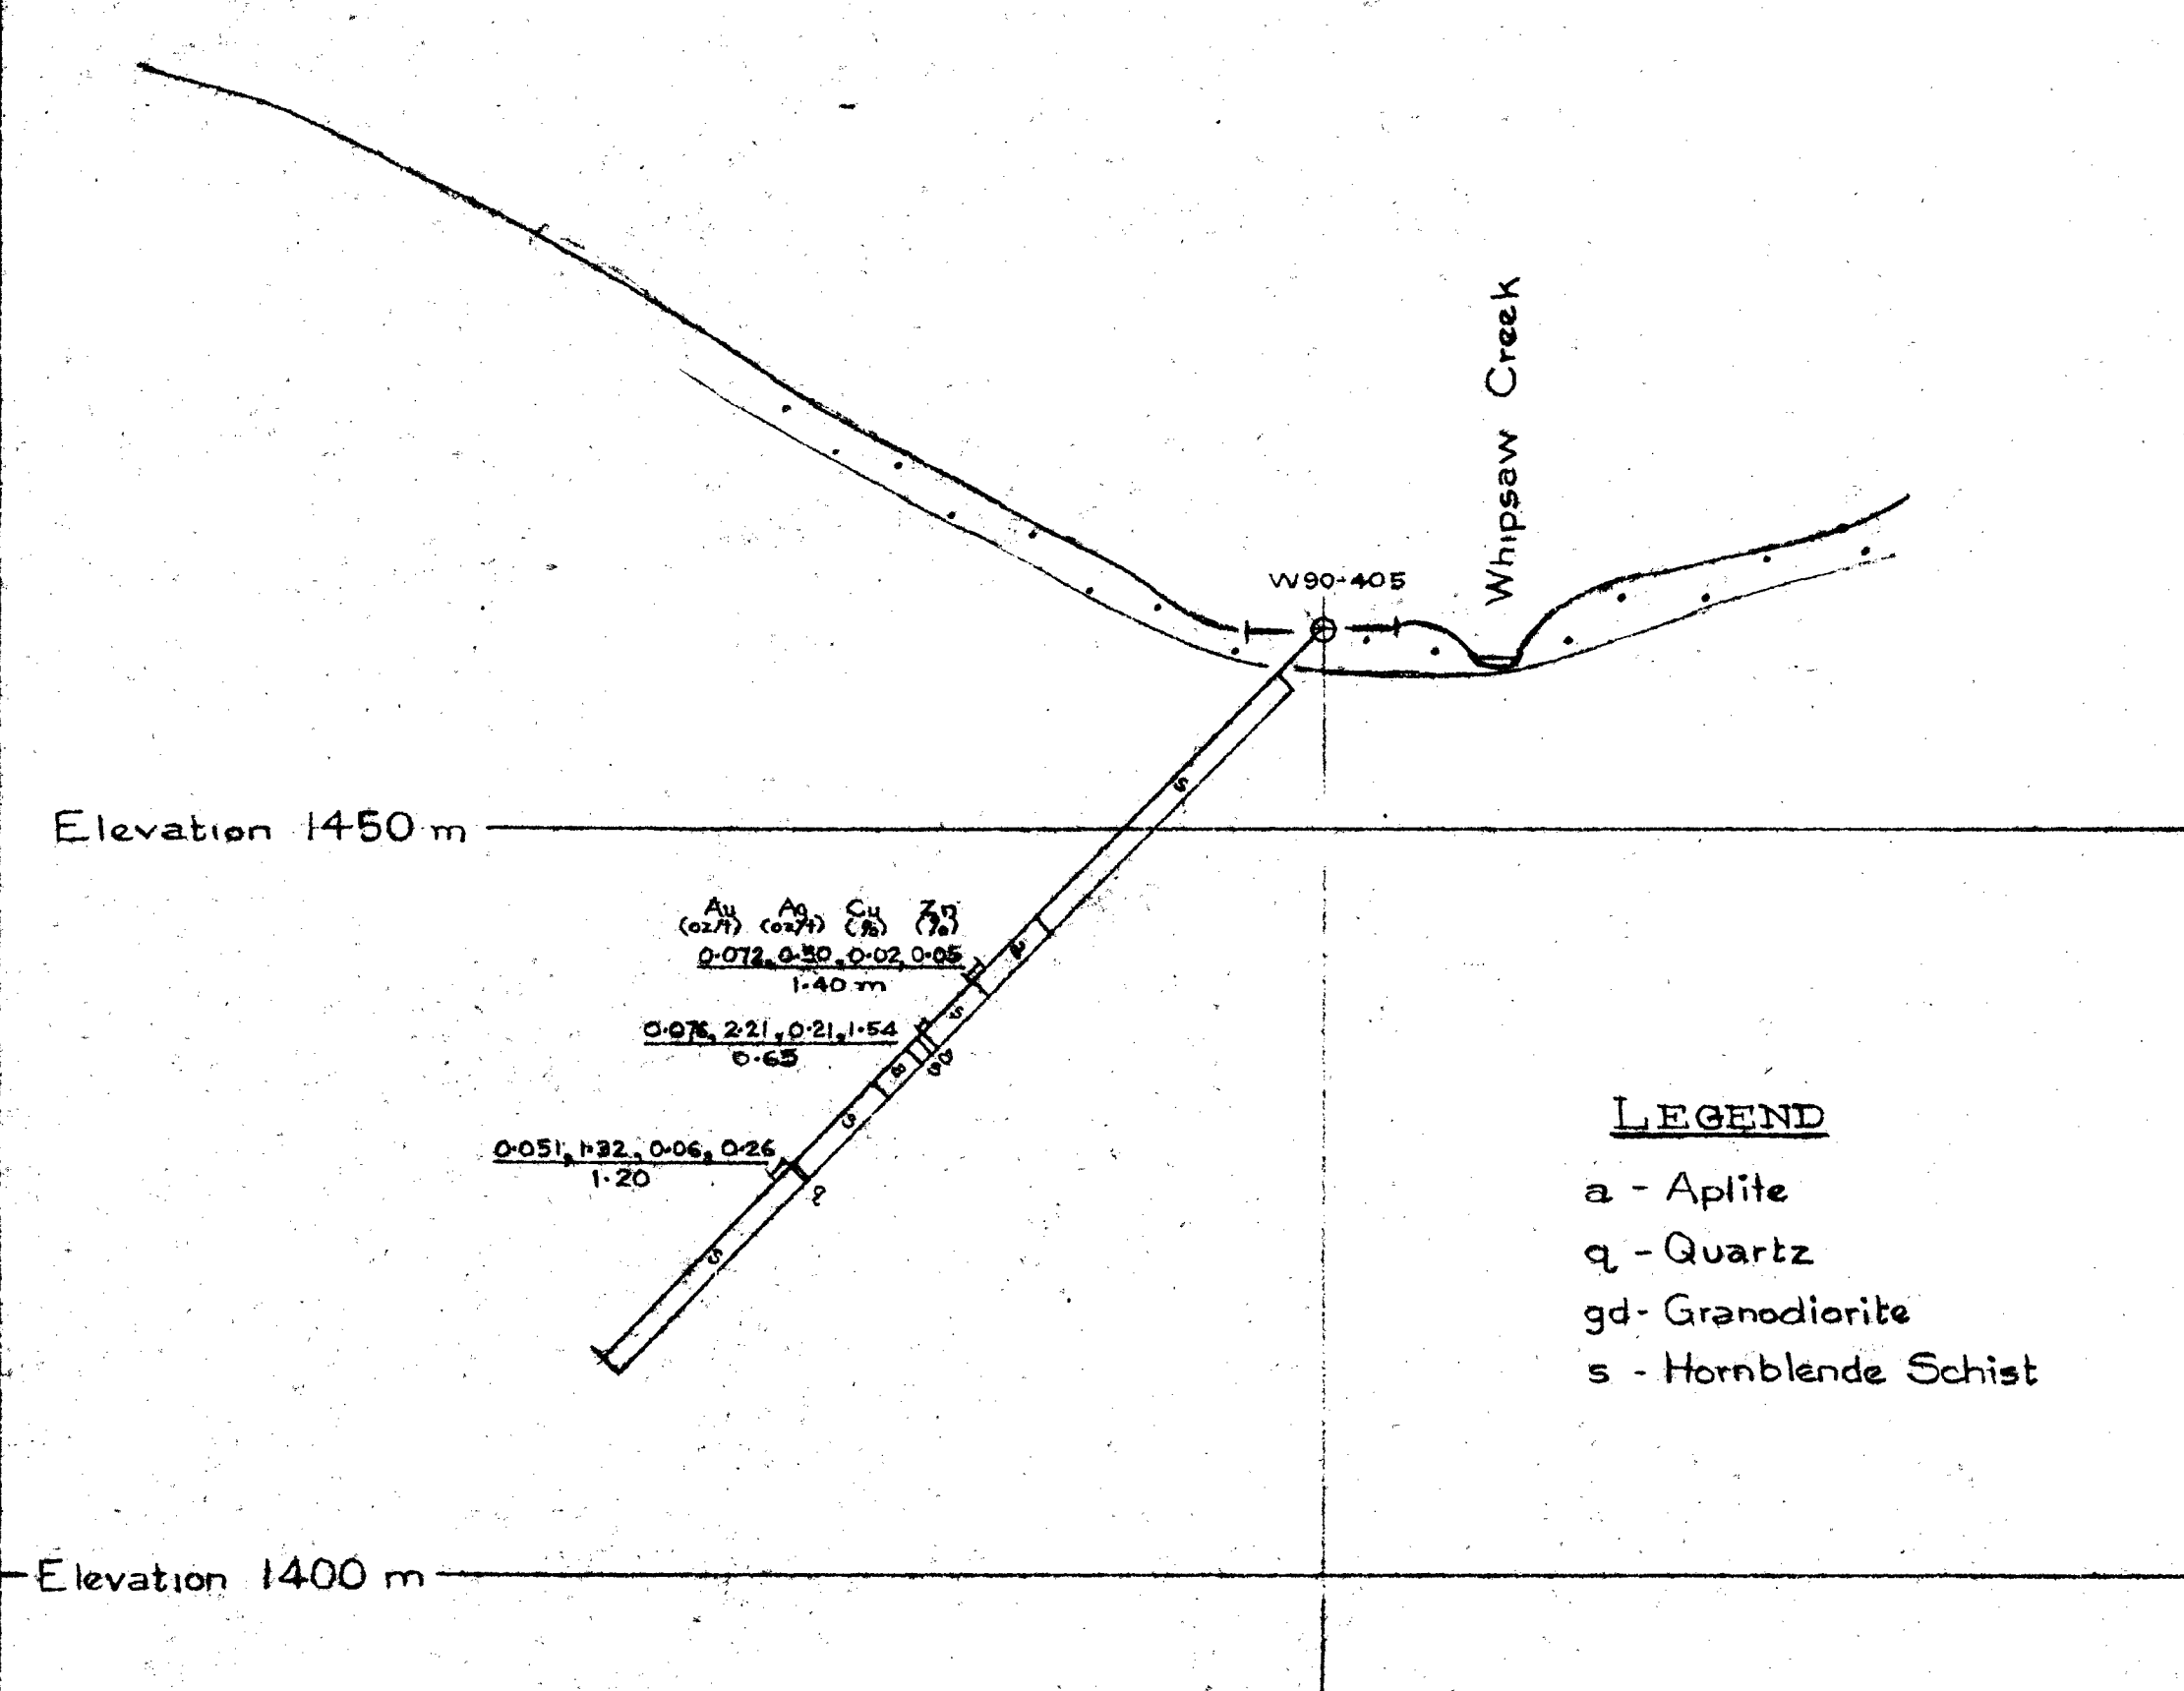 Whipsaw Creek
W90-405
Elevation 1450 m
Au Ag Cu Zn
(oz/t) (oz/t) (%) (%)
0.072, 0.50, 0.02, 0.05
1.40 m
s
s
0.076, 2.21, 0.21, 1.54
0.65
gd
a
s
0.051, 1.32, 0.06, 0.26
1.20
q
s
LEGEND
a - Aplite
q - Quartz
gd - Granodiorite
s - Hornblende Schist
Elevation 1400 m